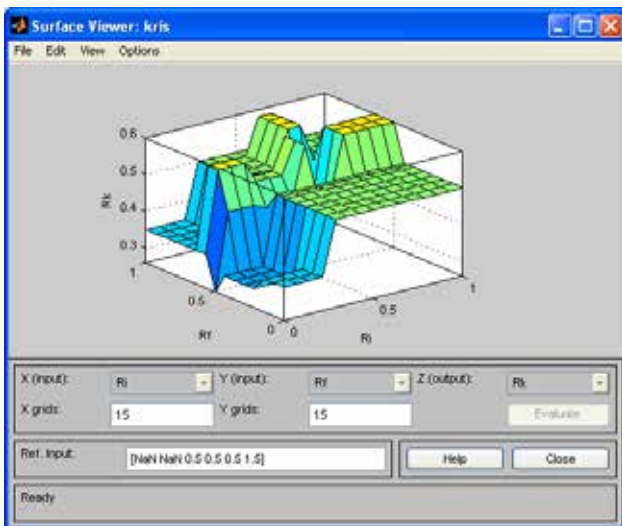 Surface Viewer: kris
File Edit View Options
0.6
0.5
0.4
0.3
Rk
1
0.5
0
Rf
0
0.5
1
Ri
X (input): Ri Y (input): Rf Z (output): Rk
X grids: 15 Y grids: 15 Evaluate
Ref. Input: [NaN NaN 0.5 0.5 0.5 1.5] Help Close
Ready